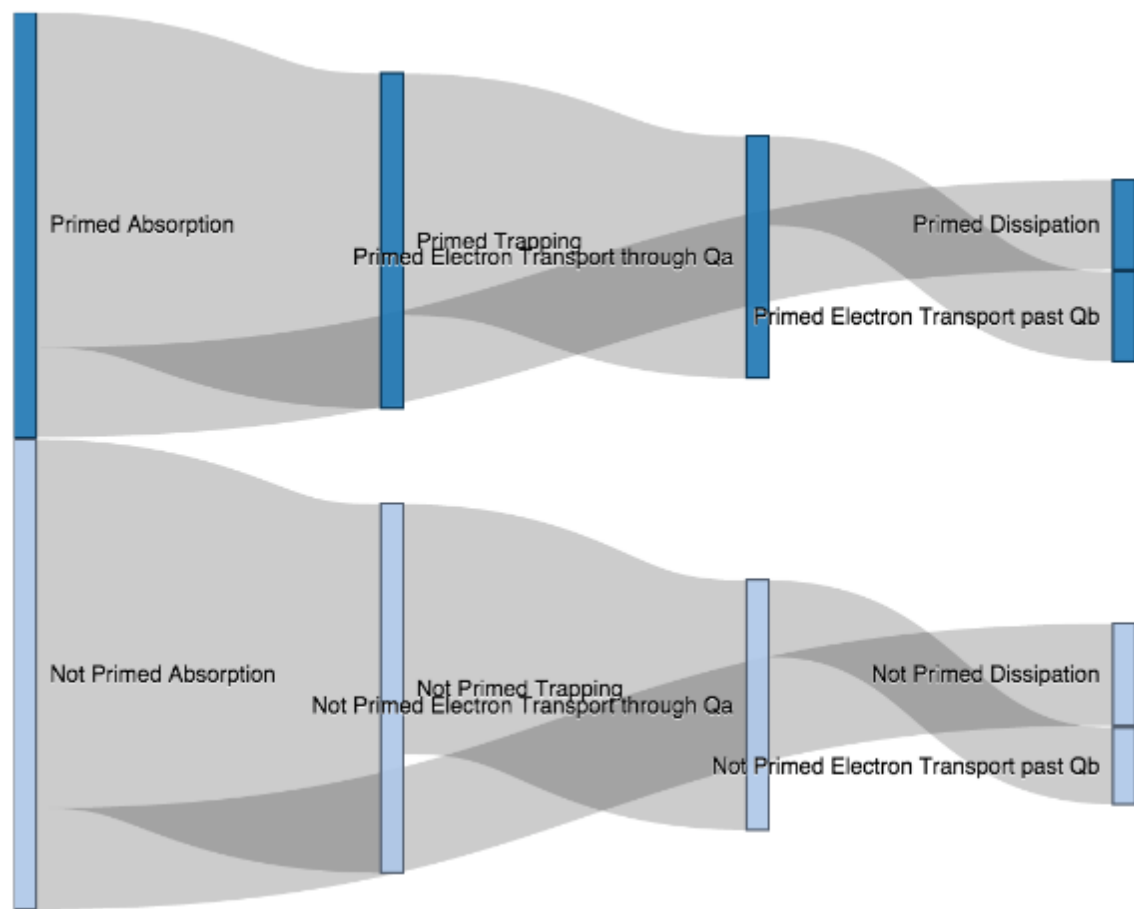 Primed Absorption
Primed Trapping
Primed Electron Transport through Qa
Primed Dissipation
Primed Electron Transport past Qb
Not Primed Absorption
Not Primed Trapping
Not Primed Electron Transport through Qa
Not Primed Dissipation
Not Primed Electron Transport past Qb